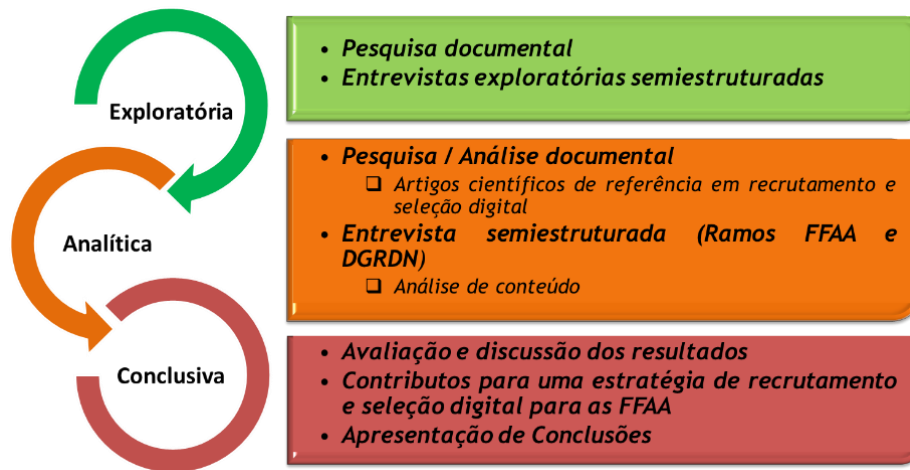 Exploratória
• Pesquisa documental
• Entrevistas exploratórias semiestruturadas
Analítica
• Pesquisa / Análise documental
❑ Artigos científicos de referência em recrutamento e
seleção digital
• Entrevista semiestruturada (Ramos FFAA e
DGRDN)
❑ Análise de conteúdo
Conclusiva
• Avaliação e discussão dos resultados
• Contributos para uma estratégia de recrutamento
e seleção digital para as FFAA
• Apresentação de Conclusões